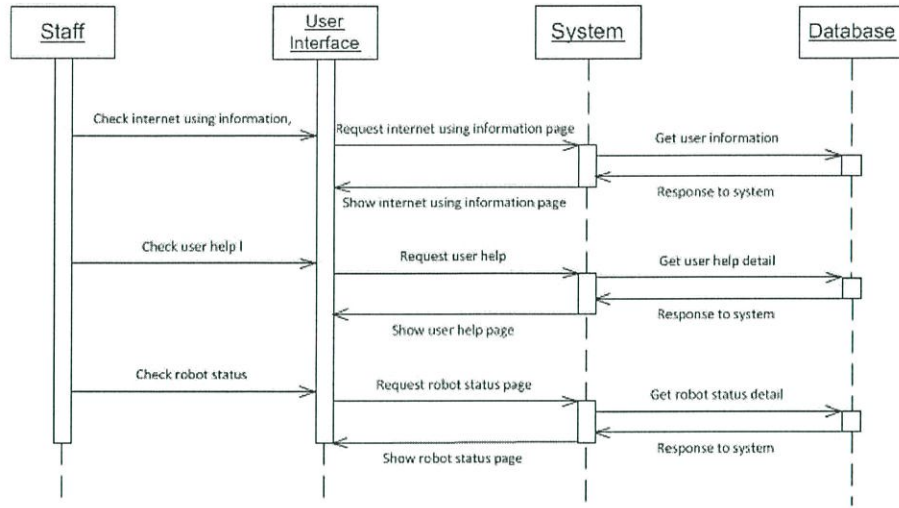 Staff
User
Interface
System
Database
Check internet using information,
Request internet using information page
Get user information
Response to system
Show internet using information page
Check user help l
Request user help
Get user help detail
Response to system
Show user help page
Check robot status
Request robot status page
Get robot status detail
Response to system
Show robot status page